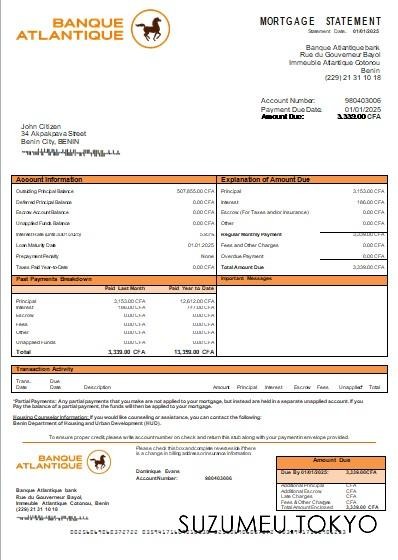 BANQUE
ATLANTIQUE
MORTGAGE STATEMENT
Statement Date: 01/01/2025
Banque Atlantique bank
Rue du Gouverneur Bayol
Immeuble Atlantique Cotonou
Benin
(229) 21 31 10 18
Account Number: 980403006
Payment Due Date: 01/01/2025
Amount Due: 3,339.00 CFA
John Citizen
34 Akpakpava Street
Benin City, BENIN
Account Information
Outstanding Principal Balance 507,855.00 CFA
Deferred Principal Balance 0.00 CFA
Escrow Account Balance 0.00 CFA
Unapplied Funds Balance 0.00 CFA
Loan Maturity Date 01.01.2025
Prepayment Penalty None
Taxes Paid Year-to-Date 0.00 CFA
Explanation of Amount Due
Principal 3,153.00 CFA
Interest 186.00 CFA
Escrow (For Taxes and/or Insurance) 0.00 CFA
Other 0.00 CFA
Regular Monthly Payment 3,339.00 CFA
Fees and Other Charges 0.00 CFA
Overdue Payment 0.00 CFA
Total Amount Due 3,339.00 CFA
Past Payments Breakdown
Paid Last Month Paid Year to Date
Principal 3,153.00 CFA 12,612.00 CFA
Interest 186.00 CFA
Escrow 0.00 CFA 0.00 CFA
Fees 0.00 CFA 0.00 CFA
Other 0.00 CFA 0.00 CFA
Unapplied Funds 0.00 CFA 0.00 CFA
Total 3,339.00 CFA 13,359.00 CFA
Important Messages
Transaction Activity
Trans. Date Due Date Description Amount Principal Interest Escrow Fees Unapplied* Total
*Partial Payments: Any partial payments that you make are not applied to your mortgage, but instead are held in a separate unapplied account. If you
Pay the balance of a partial payment, the funds will then be applied to your mortgage.
Housing Counselor Information: If you would like counseling or assistance, you can contact the following:
Benin Department of Housing and Urban Development (HUD).
To ensure proper credit, please write account number on check and return this stub along with your payment in envelope provided.
BANQUE
ATLANTIQUE
Please check this box and complete reverse if there
is a change in billing address or insurance information
Dominique Evans
Account Number: 980403006
Banque Atlantique bank
Rue du Gouverneur Bayol,
Immeuble Atlantique Cotonou, Benin
(229) 21 31 10 18
Amount Due
Due By 01/01/2025: 3,339.00 CFA
Additional Principal CFA
Additional Escrow CFA
Late Charges CFA
Fees & Other Charges CFA
Total Amount Enclosed 3,339.00 CFA
SUZUMEU.TOKYO